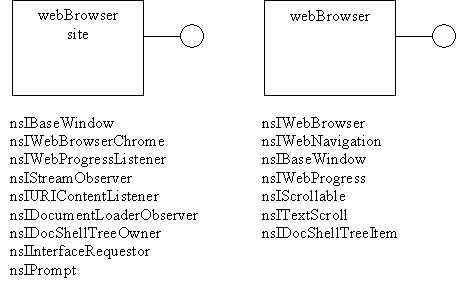 webBrowser
site
nsIBaseWindow
nsIWebBrowserChrome
nsIWebProgressListener
nsIStreamObserver
nsIURIContentListener
nsIDocumentLoaderObserver
nsIDocShellTreeOwner
nsIInterfaceRequestor
nsIPrompt
webBrowser
nsIWebBrowser
nsIWebNavigation
nsIBaseWindow
nsIWebProgress
nsIScrollable
nsITextScroll
nsIDocShellTreeItem